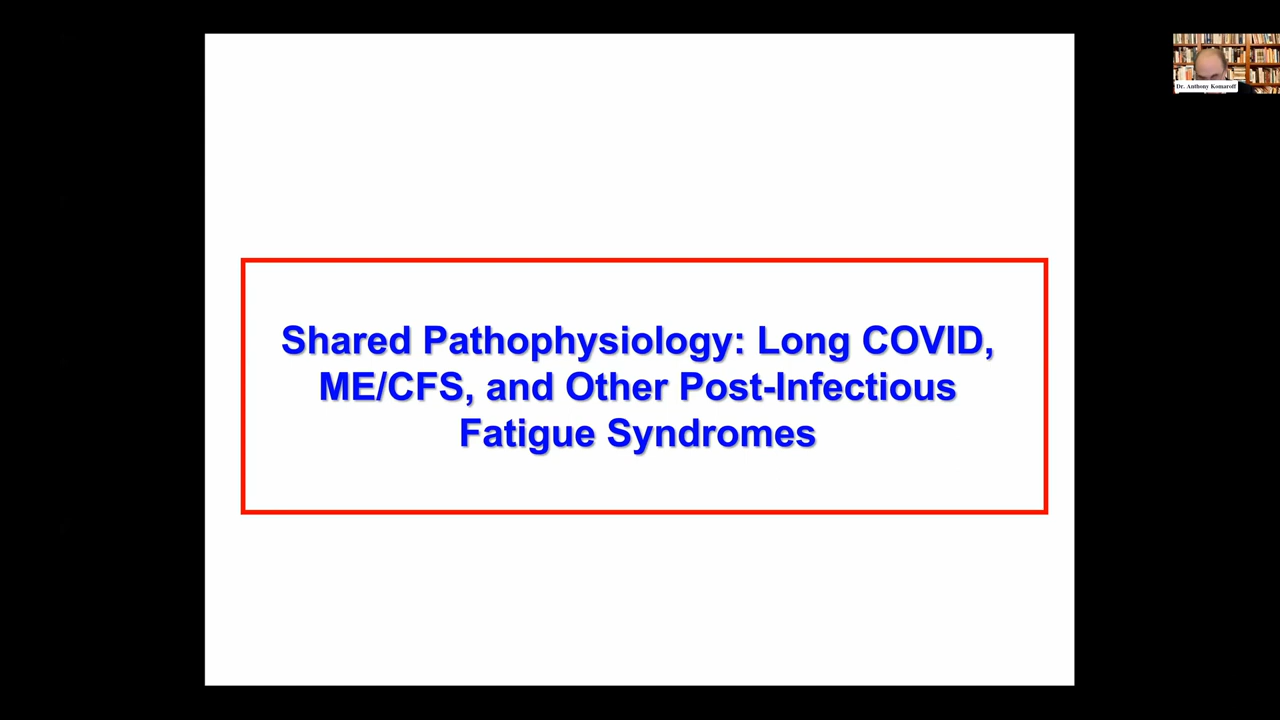 Dr. Anthony Komaroff
Shared Pathophysiology: Long COVID,
ME/CFS, and Other Post-Infectious
Fatigue Syndromes